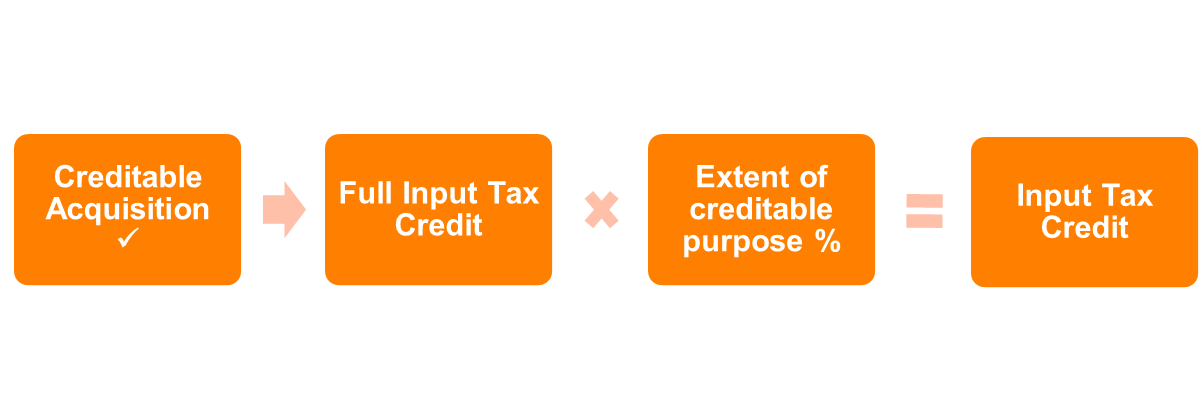 Creditable
Acquisition
✓
Full Input Tax
Credit
Extent of
creditable
purpose %
Input Tax
Credit